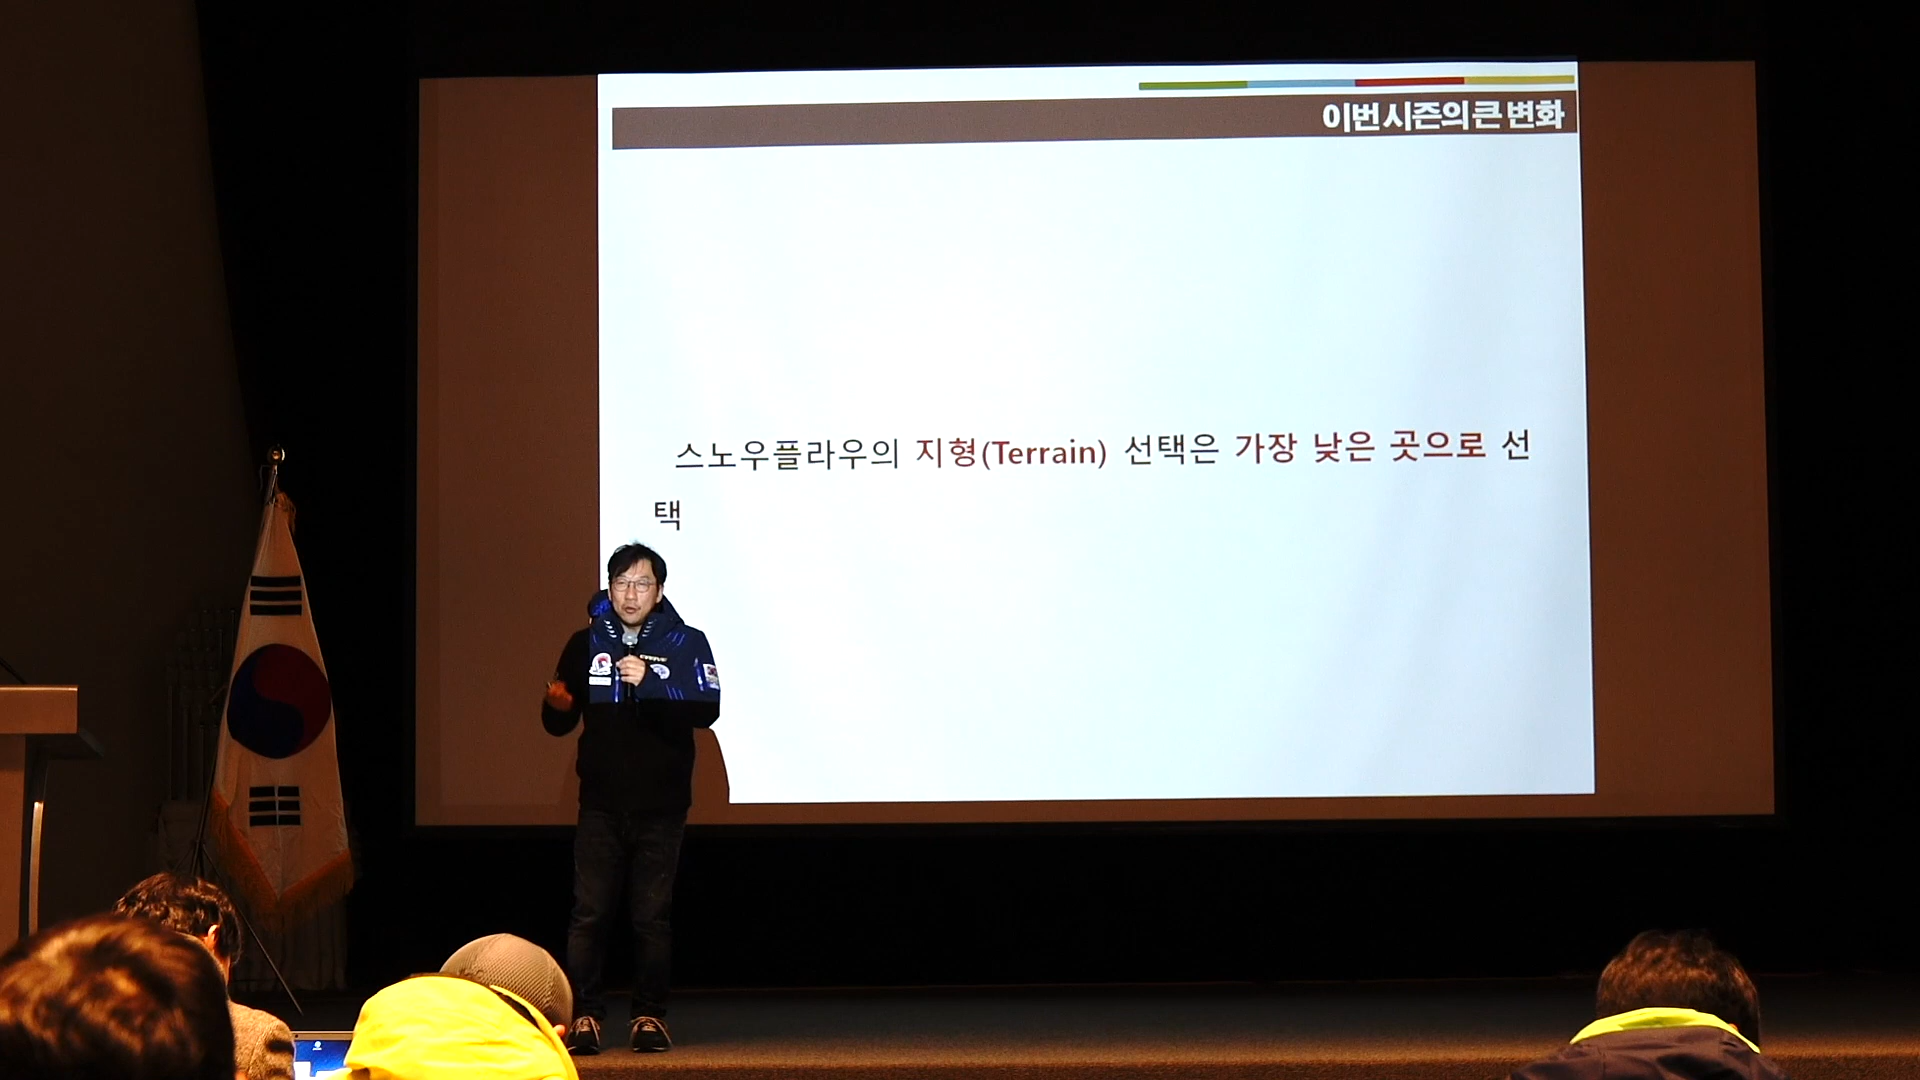 이번 시즌의 큰 변화
스노우플라우의 지형(Terrain) 선택은 가장 낮은 곳으로 선
택